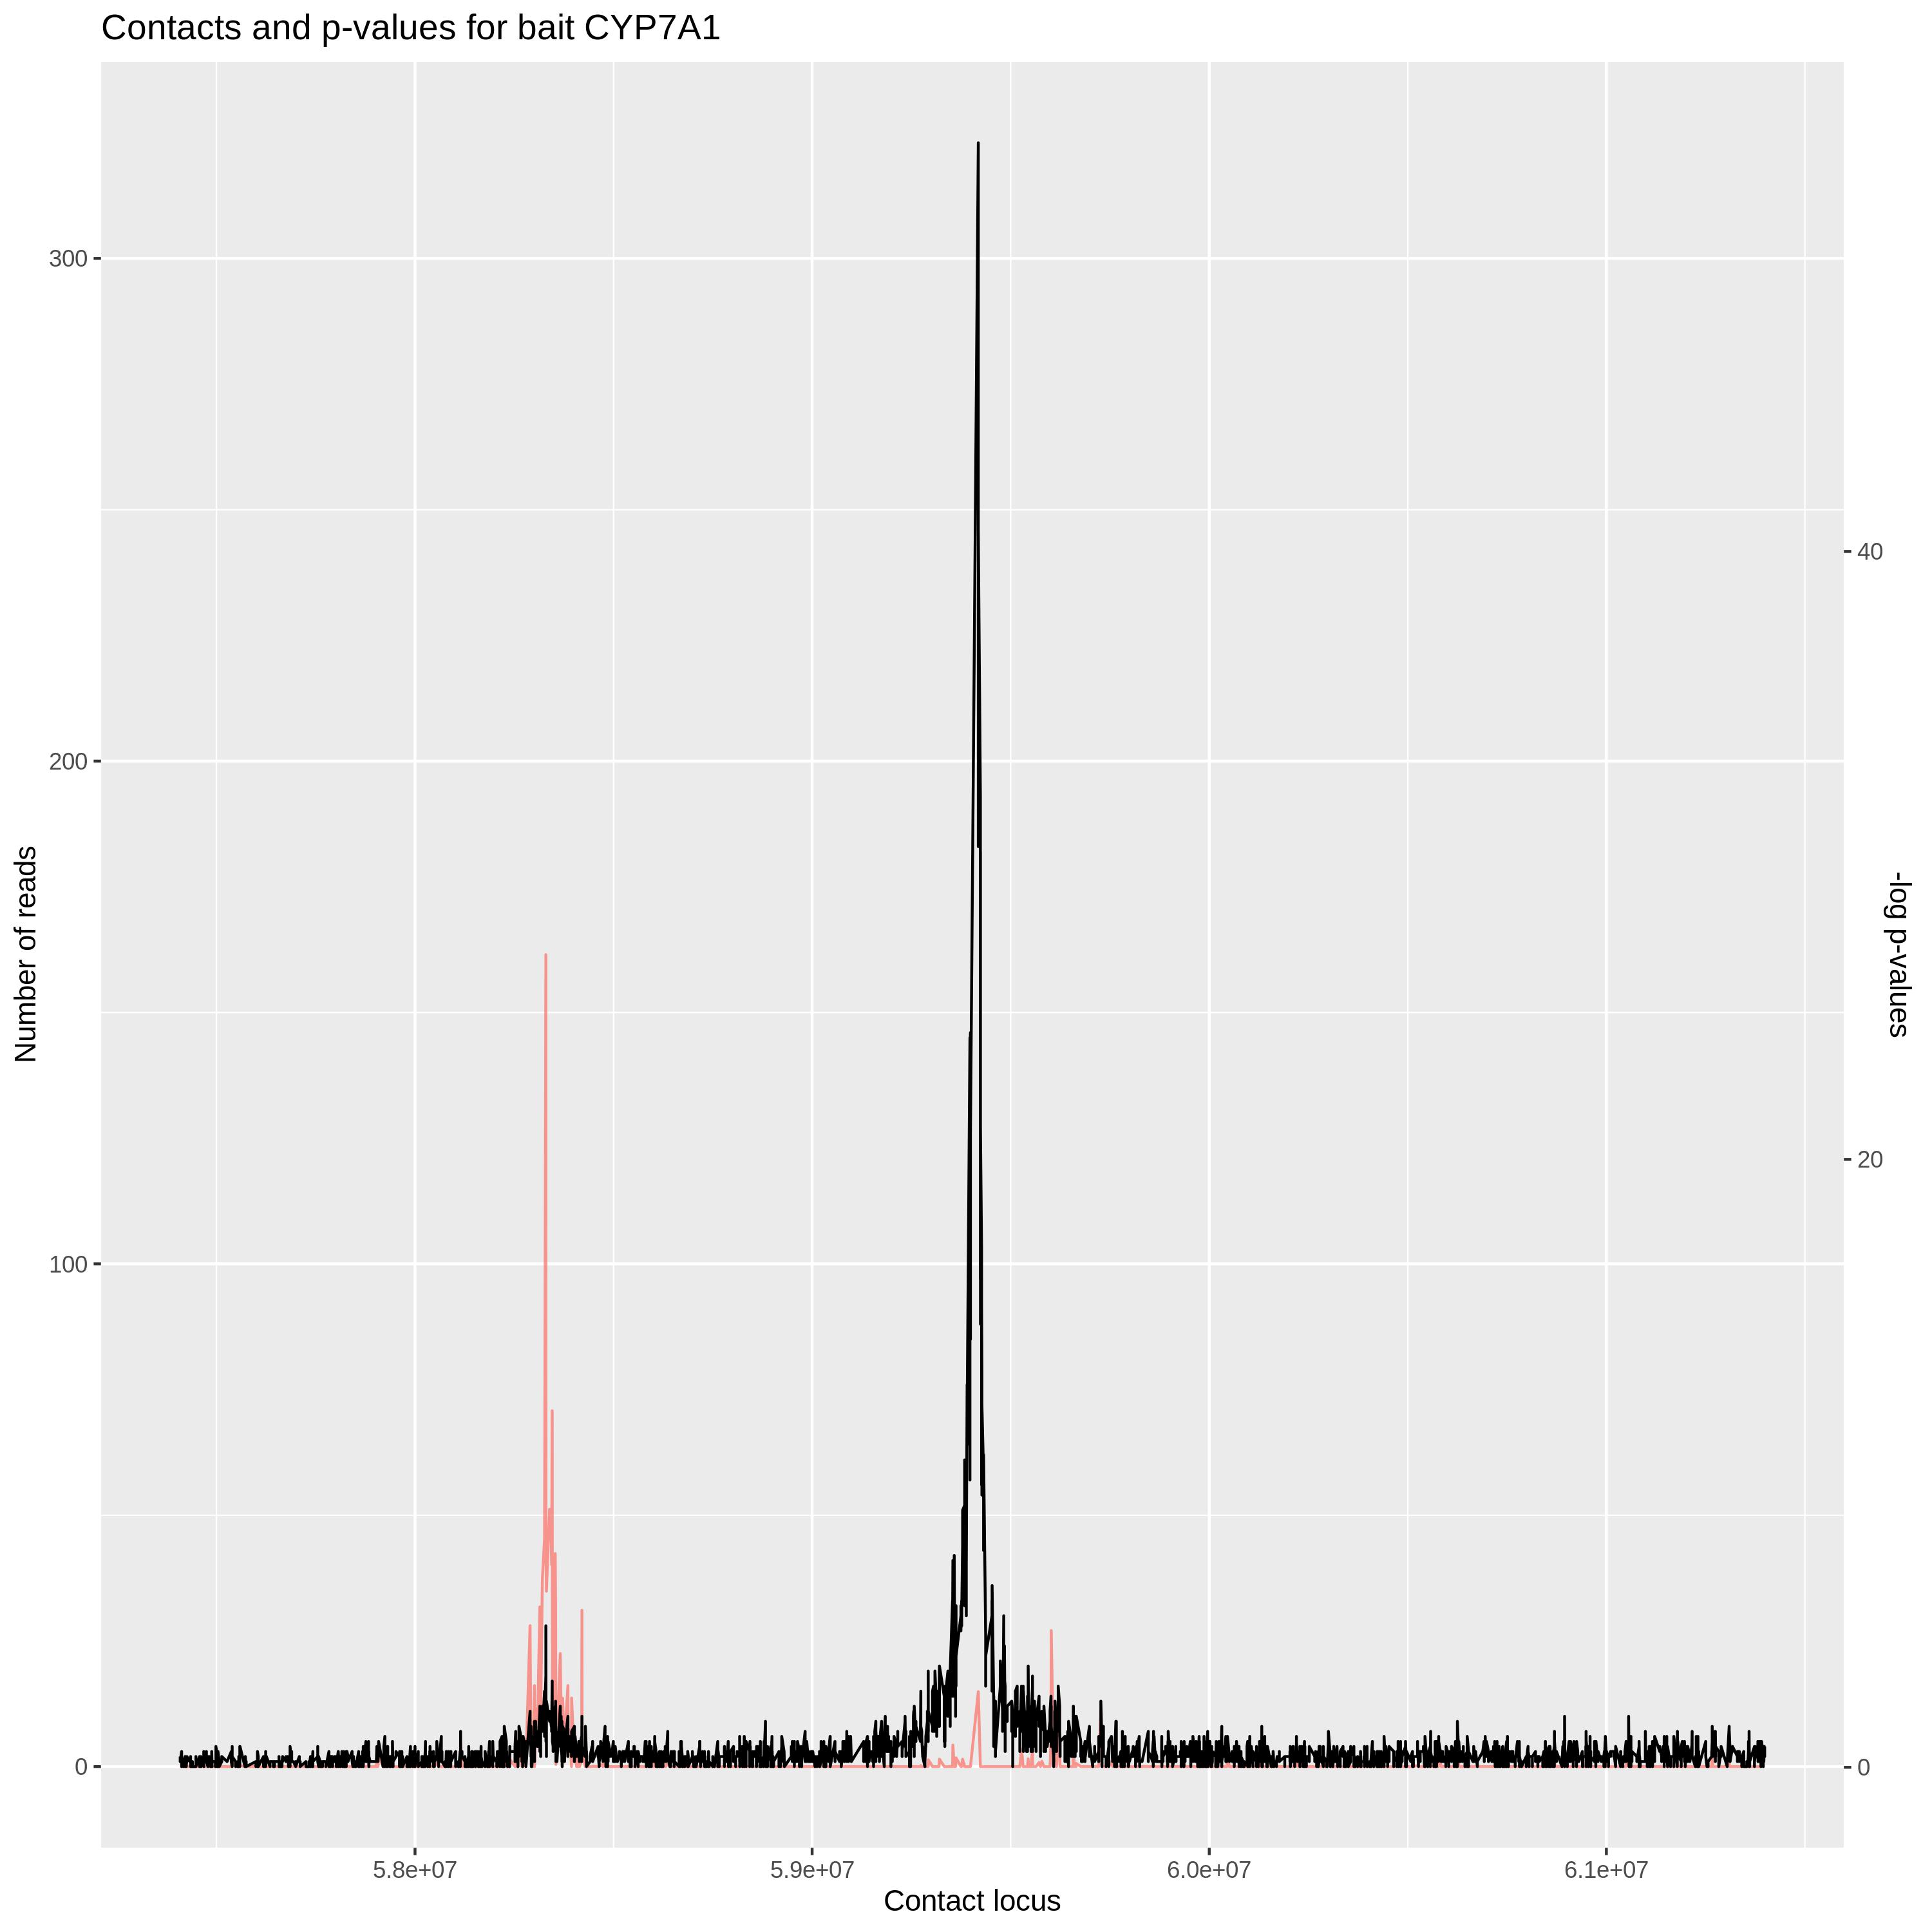 Contacts and p-values for bait CYP7A1
300
200
100
0
Number of reads
40
20
0
-log p-values
5.8e+07 5.9e+07 6.0e+07 6.1e+07
Contact locus